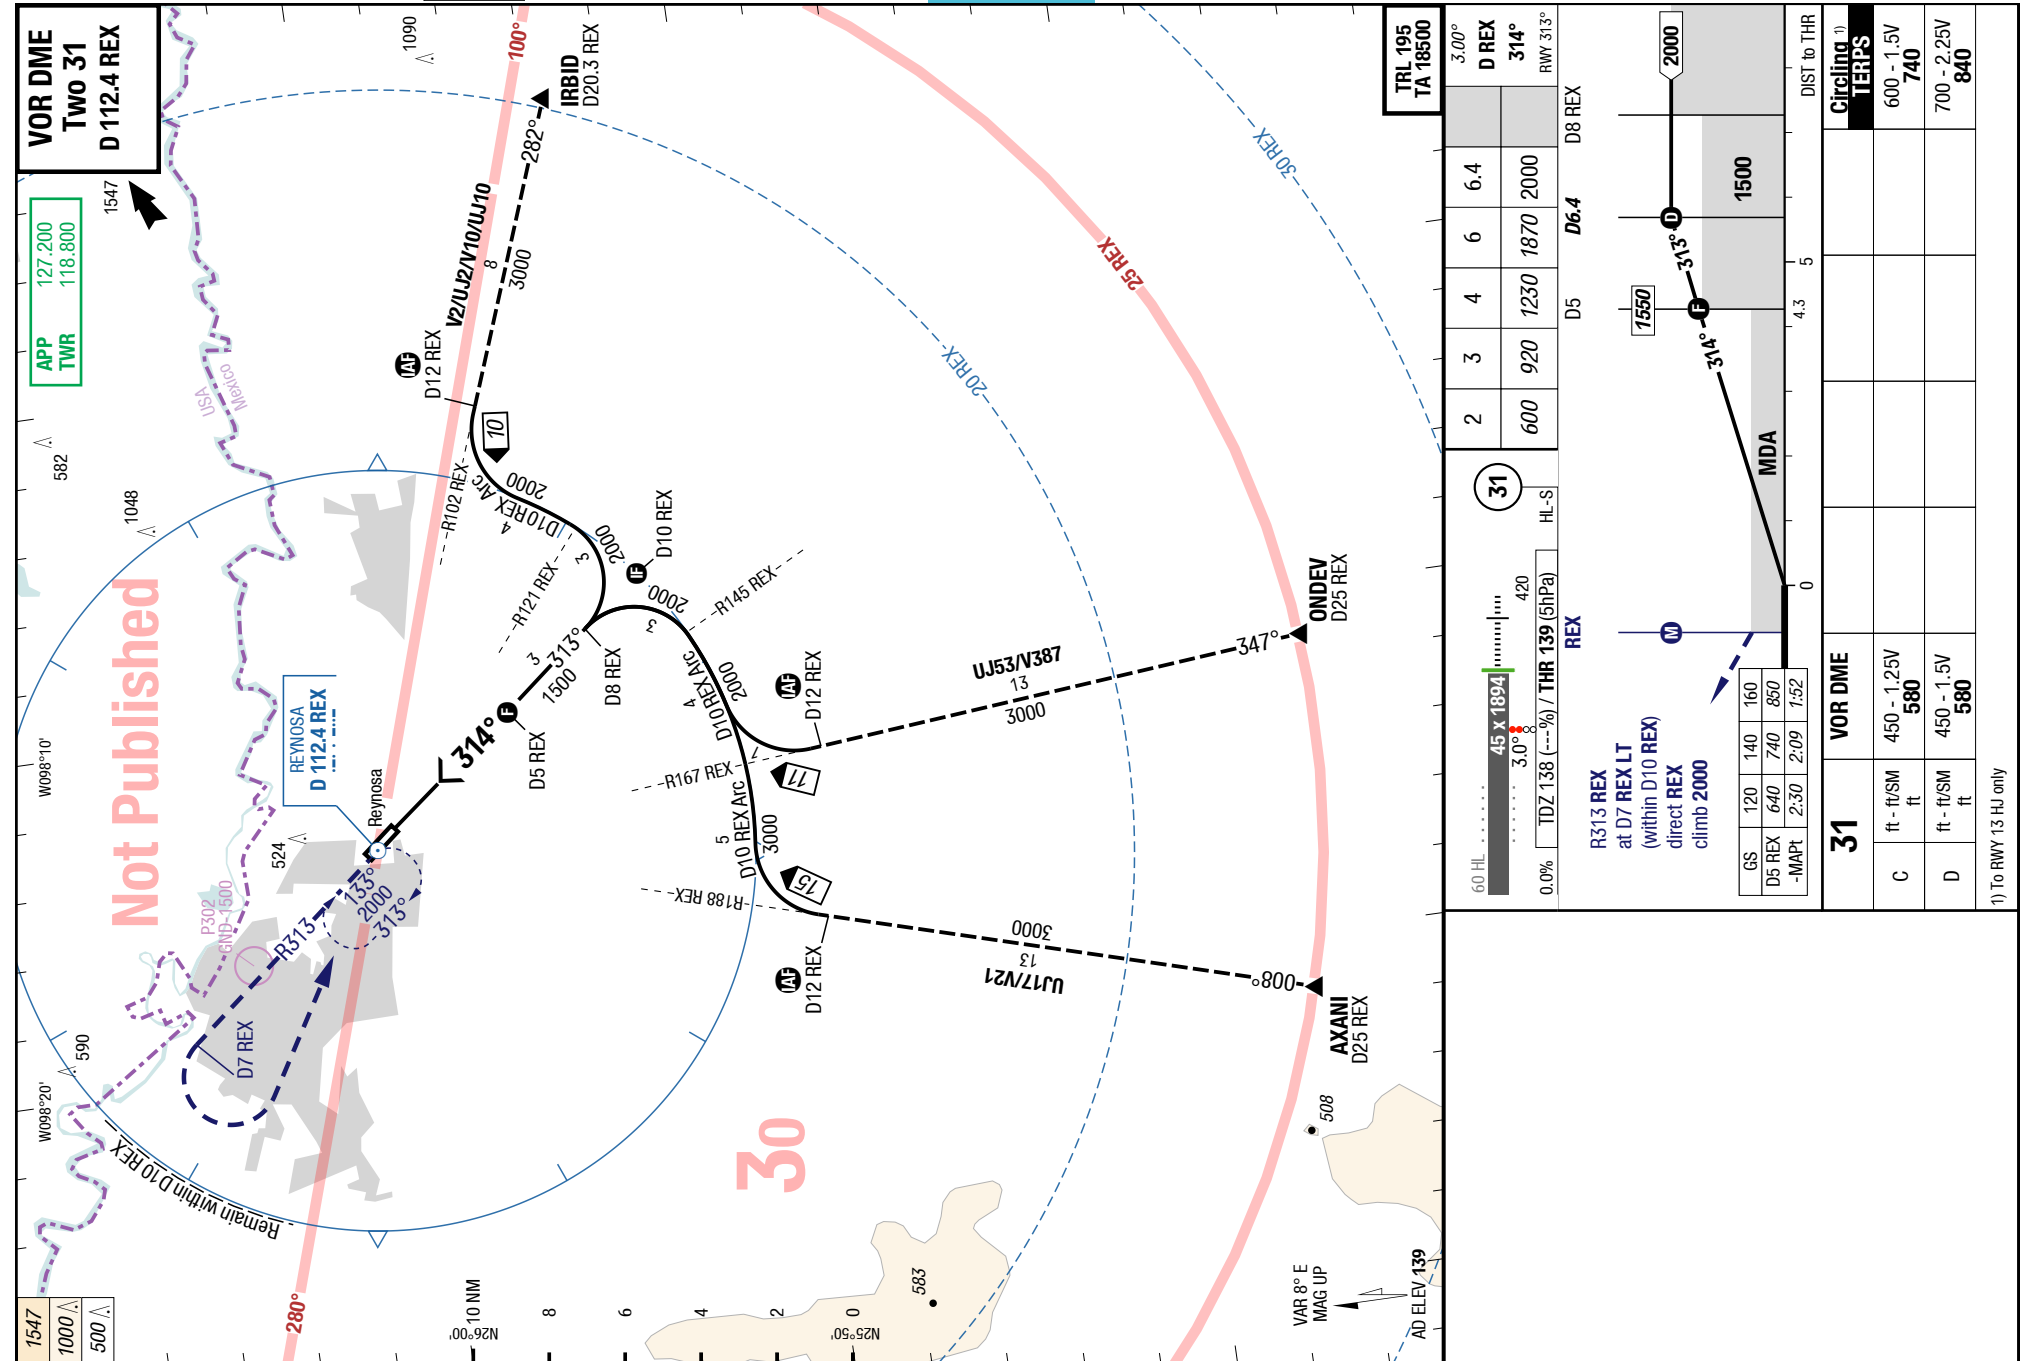 VOR DME
Two 31
D 112.4 REX
APP 127.200
TWR 118.800
TRL 195
TA 18500
1547
1090
582
1048
524
590
508
583
100°
280°
IRBID
D20.3 REX
282°
V2/UJ2/V10/UJ10
8
3000
IAF
D12 REX
10
R102 REX
D10 REX Arc
4
2000
R121 REX
3
2000
IF
D10 REX
2000
3
R145 REX
D8 REX
313°
3
1500
F
D5 REX
314°
D10 REX Arc
4
2000
IAF
D12 REX
11
1
R167 REX
UJ53/V387
13
3000
347°
ONDEV
D25 REX
D10 REX Arc
5
3000
15
R188 REX
IAF
D12 REX
3000
13
UJ17/V21
008°
AXANI
D25 REX
20 REX
25 REX
30 REX
USA
Mexico
Not Published
REYNOSA
D 112.4 REX
Reynosa
P302
GND-1500
R313
133°
2000
313°
D7 REX
Remain within D10 REX
30
W098°10'
W098°20'
N26°00'
N25°50'
10 NM
8
6
4
2
0
1547
1000
500
VAR 8° E
MAG UP
AD ELEV 139
2 3 4 6 6.4 3.00°
D REX
600 920 1230 1870 2000 314°
RWY 313°
31
60 HL
45 x 1894
3.0°
420
HL-S
0.0% TDZ 138 (---%) / THR 139 (5hPa)
REX
D5
D6.4
D8 REX
1550
2000
M
F
D
314°
313°
MDA
1500
0
4.3
5
DIST to THR
R313 REX
at D7 REX LT
(within D10 REX)
direct REX
climb 2000
GS 120 140 160
D5 REX 640 740 850
-MAPt 2:30 2:09 1:52
31 VOR DME Circling 1)
TERPS
C ft - ft/SM 450 - 1.25V 600 - 1.5V
ft 580 740
D ft - ft/SM 450 - 1.5V 700 - 2.25V
ft 580 840
1) To RWY 13 HJ only